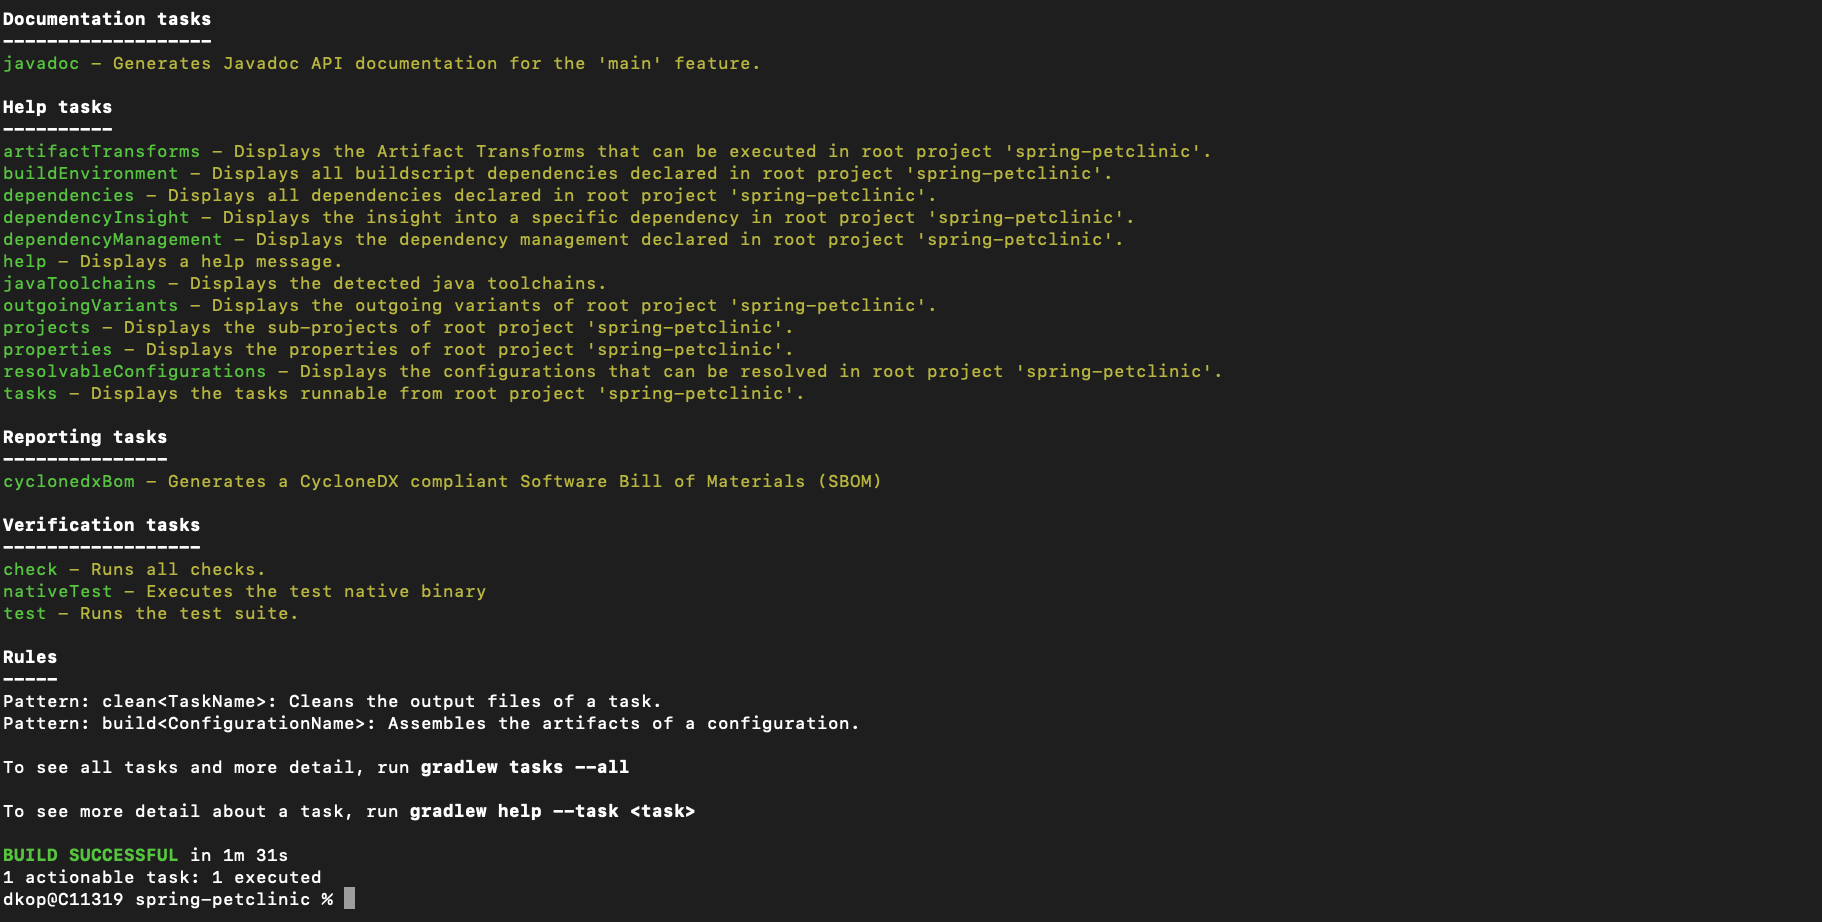 Documentation tasks
-------------------
javadoc - Generates Javadoc API documentation for the 'main' feature.
Help tasks
----------
artifactTransforms - Displays the Artifact Transforms that can be executed in root project 'spring-petclinic'.
buildEnvironment - Displays all buildscript dependencies declared in root project 'spring-petclinic'.
dependencies - Displays all dependencies declared in root project 'spring-petclinic'.
dependencyInsight - Displays the insight into a specific dependency in root project 'spring-petclinic'.
dependencyManagement - Displays the dependency management declared in root project 'spring-petclinic'.
help - Displays a help message.
javaToolchains - Displays the detected java toolchains.
outgoingVariants - Displays the outgoing variants of root project 'spring-petclinic'.
projects - Displays the sub-projects of root project 'spring-petclinic'.
properties - Displays the properties of root project 'spring-petclinic'.
resolvableConfigurations - Displays the configurations that can be resolved in root project 'spring-petclinic'.
tasks - Displays the tasks runnable from root project 'spring-petclinic'.
Reporting tasks
---------------
cyclonedxBom - Generates a CycloneDX compliant Software Bill of Materials (SBOM)
Verification tasks
------------------
check - Runs all checks.
nativeTest - Executes the test native binary
test - Runs the test suite.
Rules
-----
Pattern: clean<TaskName>: Cleans the output files of a task.
Pattern: build<ConfigurationName>: Assembles the artifacts of a configuration.
To see all tasks and more detail, run gradlew tasks --all
To see more detail about a task, run gradlew help --task <task>
BUILD SUCCESSFUL in 1m 31s
1 actionable task: 1 executed
dkop@C11319 spring-petclinic %